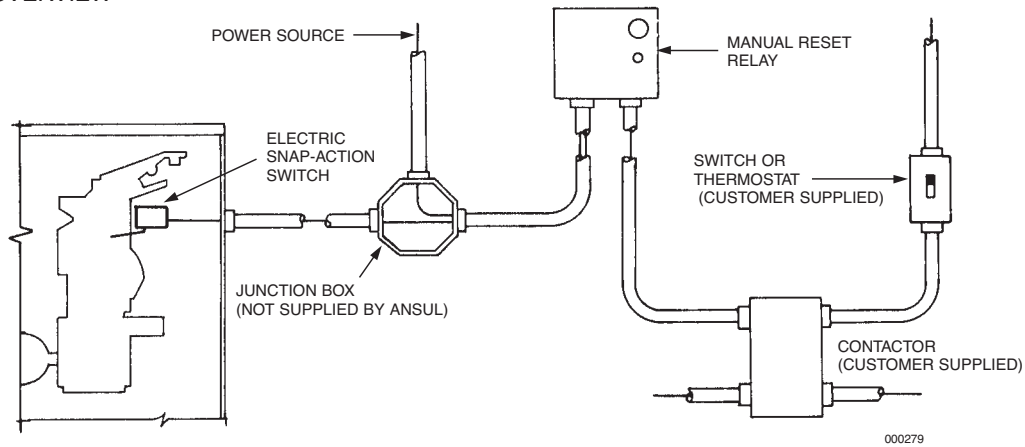 POWER SOURCE
MANUAL RESET
RELAY
ELECTRIC
SNAP-ACTION
SWITCH
SWITCH OR
THERMOSTAT
(CUSTOMER SUPPLIED)
JUNCTION BOX
(NOT SUPPLIED BY ANSUL)
CONTACTOR
(CUSTOMER SUPPLIED)
000279